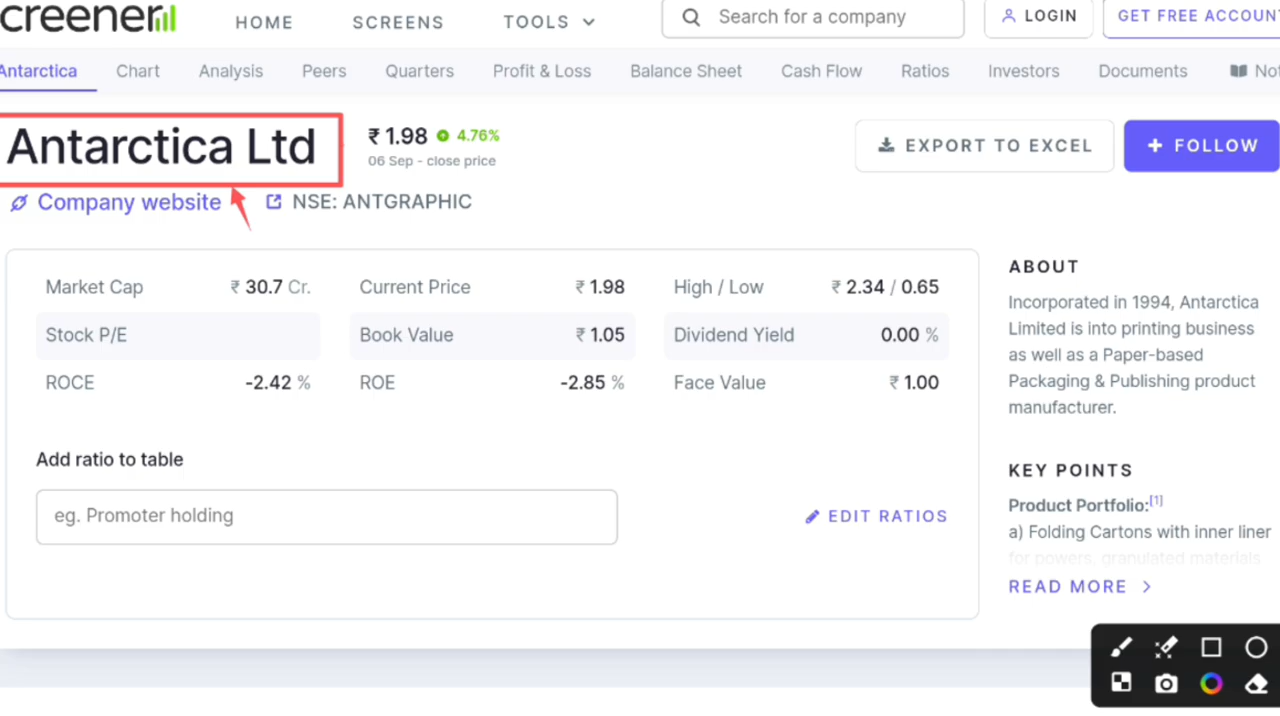 creener
HOME SCREENS TOOLS Search for a company LOGIN GET FREE ACCOUNT
Antarctica Chart Analysis Peers Quarters Profit & Loss Balance Sheet Cash Flow Ratios Investors Documents Not
Antarctica Ltd
₹ 1.98 4.76%
06 Sep - close price
EXPORT TO EXCEL
+ FOLLOW
Company website NSE: ANTGRAPHIC
Market Cap ₹ 30.7 Cr. Current Price ₹ 1.98 High / Low ₹ 2.34 / 0.65
Stock P/E Book Value ₹ 1.05 Dividend Yield 0.00 %
ROCE -2.42 % ROE -2.85 % Face Value ₹ 1.00
Add ratio to table
eg. Promoter holding
EDIT RATIOS
ABOUT
Incorporated in 1994, Antarctica
Limited is into printing business
as well as a Paper-based
Packaging & Publishing product
manufacturer.
KEY POINTS
Product Portfolio:[1]
a) Folding Cartons with inner liner
for powers, granulated materials
READ MORE